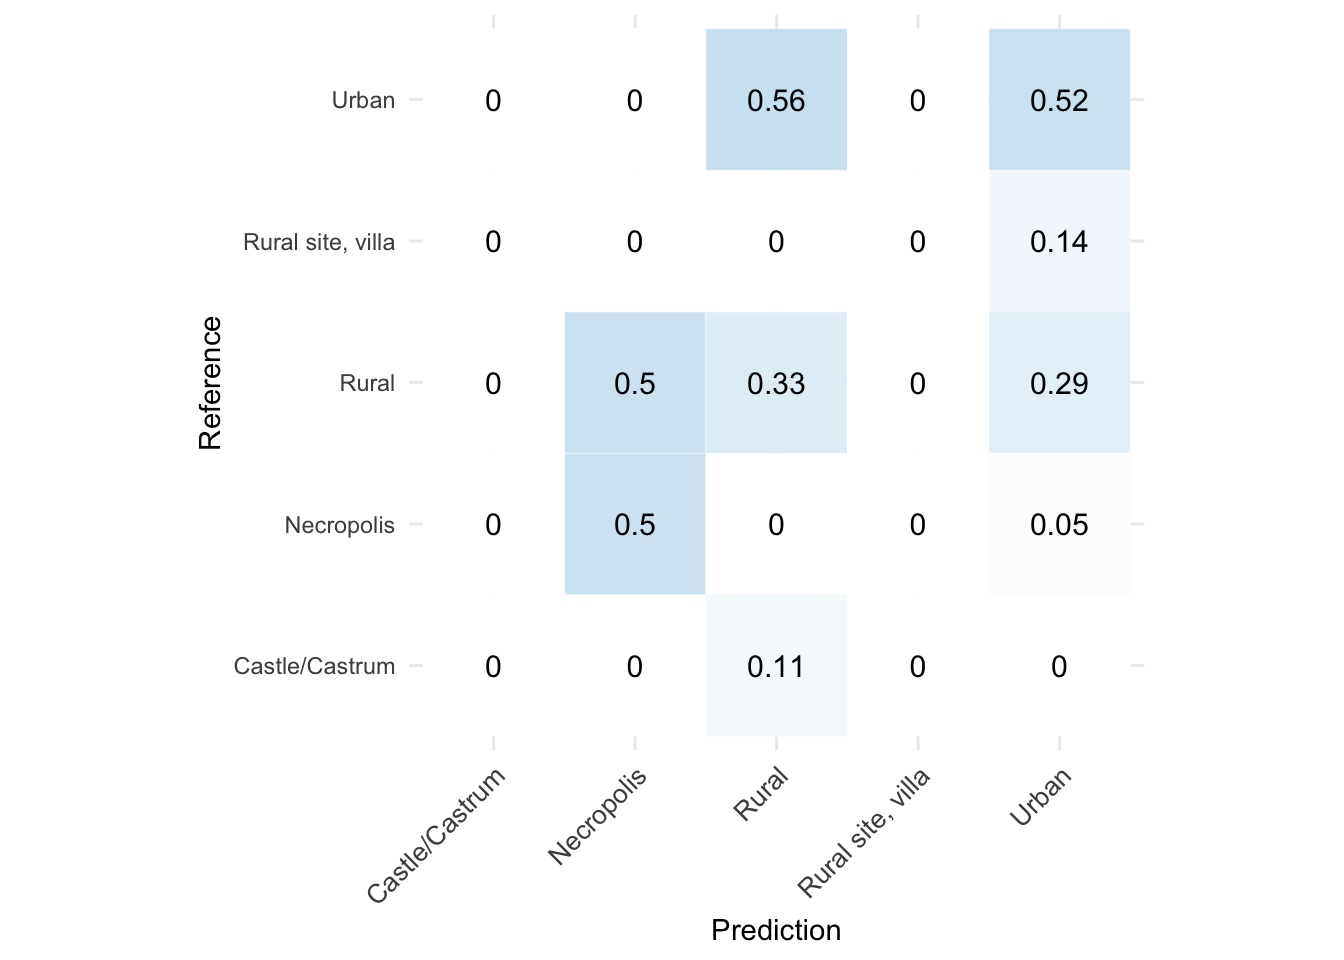 Urban 0 0 0.56 0 0.52
Rural site, villa 0 0 0 0 0.14
Rural 0 0.5 0.33 0 0.29
Necropolis 0 0.5 0 0 0.05
Castle/Castrum 0 0 0.11 0 0
Reference
Castle/Castrum
Necropolis
Rural
Rural site, villa
Urban
Prediction